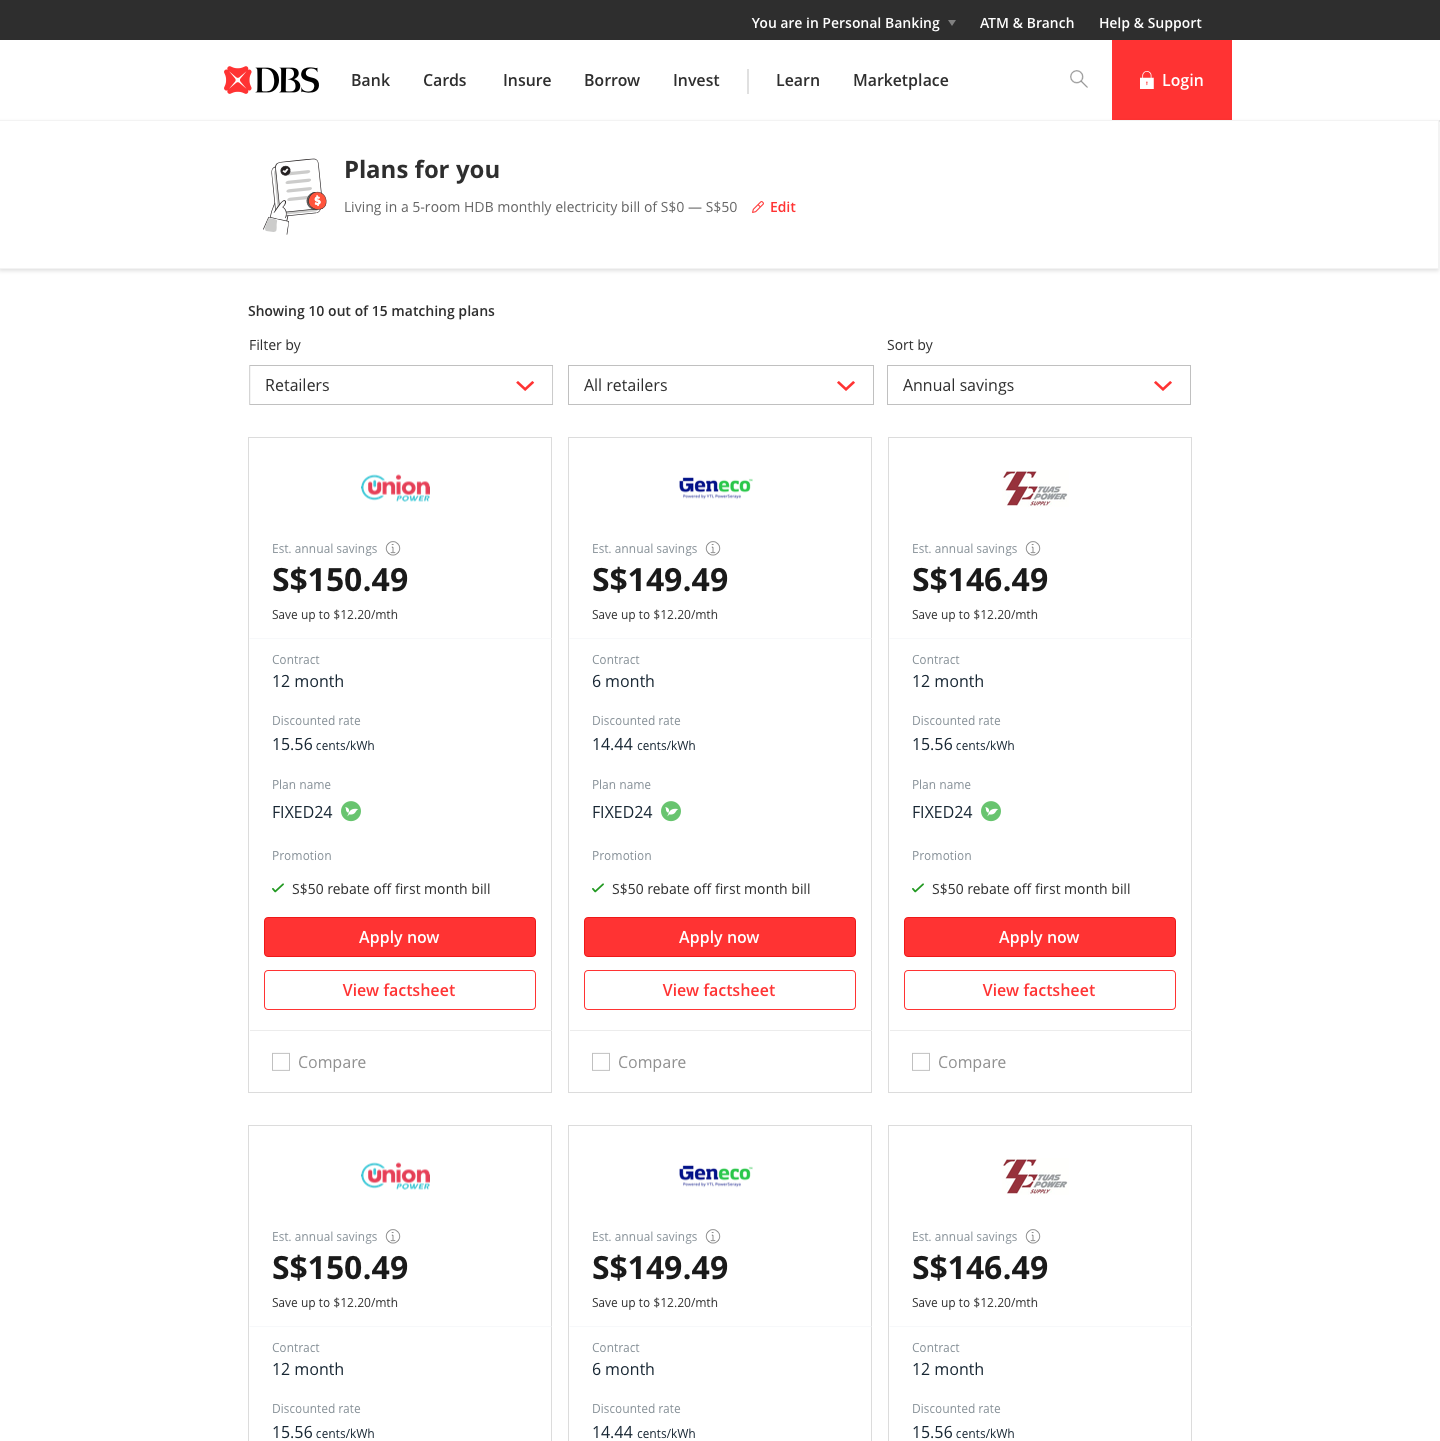 You are in Personal Banking
ATM & Branch
Help & Support
DBS
Bank
Cards
Insure
Borrow
Invest
Learn
Marketplace
Login
Plans for you
$
Living in a 5-room HDB monthly electricity bill of S$0 — S$50
Edit
Showing 10 out of 15 matching plans
Filter by
Sort by
Retailers
All retailers
Annual savings
Union
POWER
Est. annual savings
S$150.49
Save up to $12.20/mth
Contract
12 month
Discounted rate
15.56 cents/kWh
Plan name
FIXED24
Promotion
S$50 rebate off first month bill
Apply now
View factsheet
Compare
Geneco
Powered by YTL PowerSeraya
Est. annual savings
S$149.49
Save up to $12.20/mth
Contract
6 month
Discounted rate
14.44 cents/kWh
Plan name
FIXED24
Promotion
S$50 rebate off first month bill
Apply now
View factsheet
Compare
TUAS
POWER
SUPPLY
Est. annual savings
S$146.49
Save up to $12.20/mth
Contract
12 month
Discounted rate
15.56 cents/kWh
Plan name
FIXED24
Promotion
S$50 rebate off first month bill
Apply now
View factsheet
Compare
Union
POWER
Est. annual savings
S$150.49
Save up to $12.20/mth
Contract
12 month
Discounted rate
15.56 cents/kWh
Geneco
Powered by YTL PowerSeraya
Est. annual savings
S$149.49
Save up to $12.20/mth
Contract
6 month
Discounted rate
14.44 cents/kWh
TUAS
POWER
SUPPLY
Est. annual savings
S$146.49
Save up to $12.20/mth
Contract
12 month
Discounted rate
15.56 cents/kWh